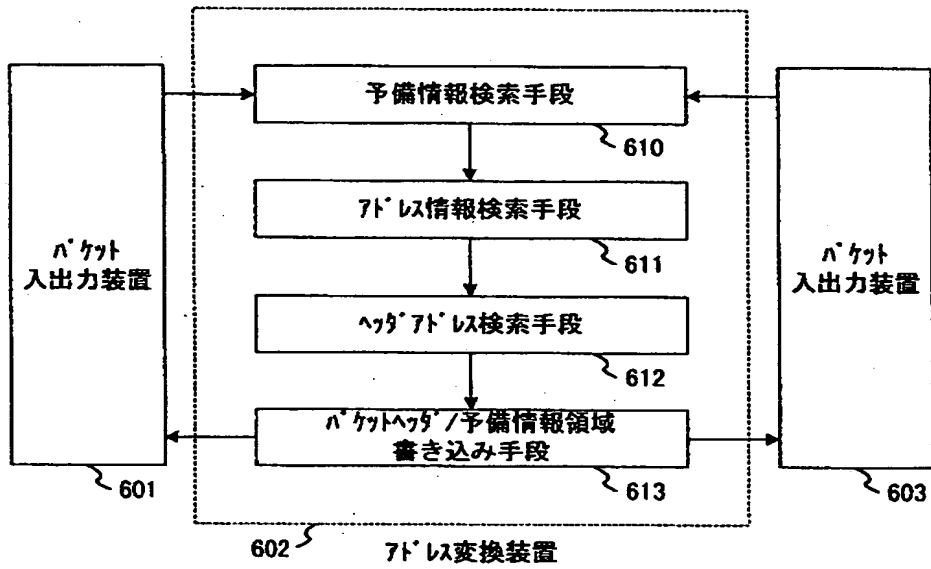 予備情報検索手段
610
アドレス情報検索手段
611
パケット
入出力装置
パケット
入出力装置
ヘッダアドレス検索手段
612
パケットヘッダ/予備情報領域
書き込み手段
613
601
603
602
アドレス変換装置